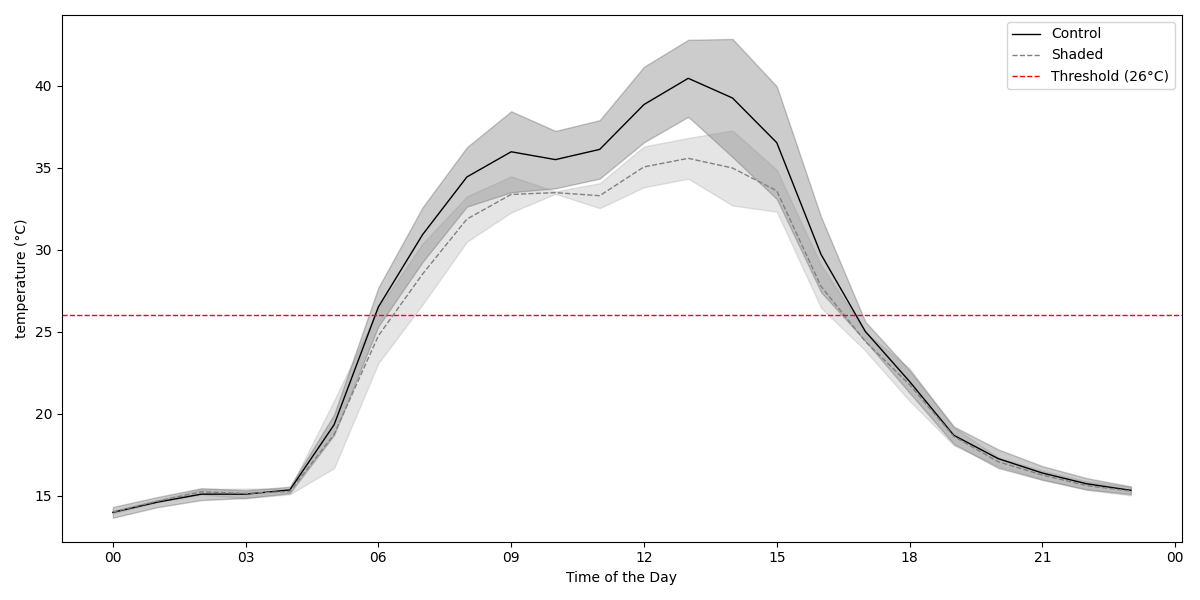 Control
Shaded
Threshold (26°C)
temperature (°C)
40
35
30
25
20
15
00 03 06 09 12 15 18 21 00
Time of the Day